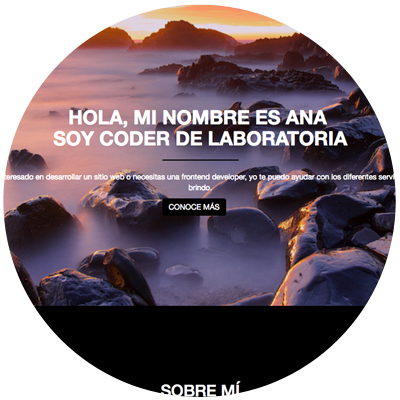 HOLA, MI NOMBRE ES ANA
SOY CODER DE LABORATORIA
en desarrollar un sitio web o necesitas una frontend developer, yo te puedo ayudar con los diferentes
brindo.
CONOCE MÁS
SOBRE MÍ